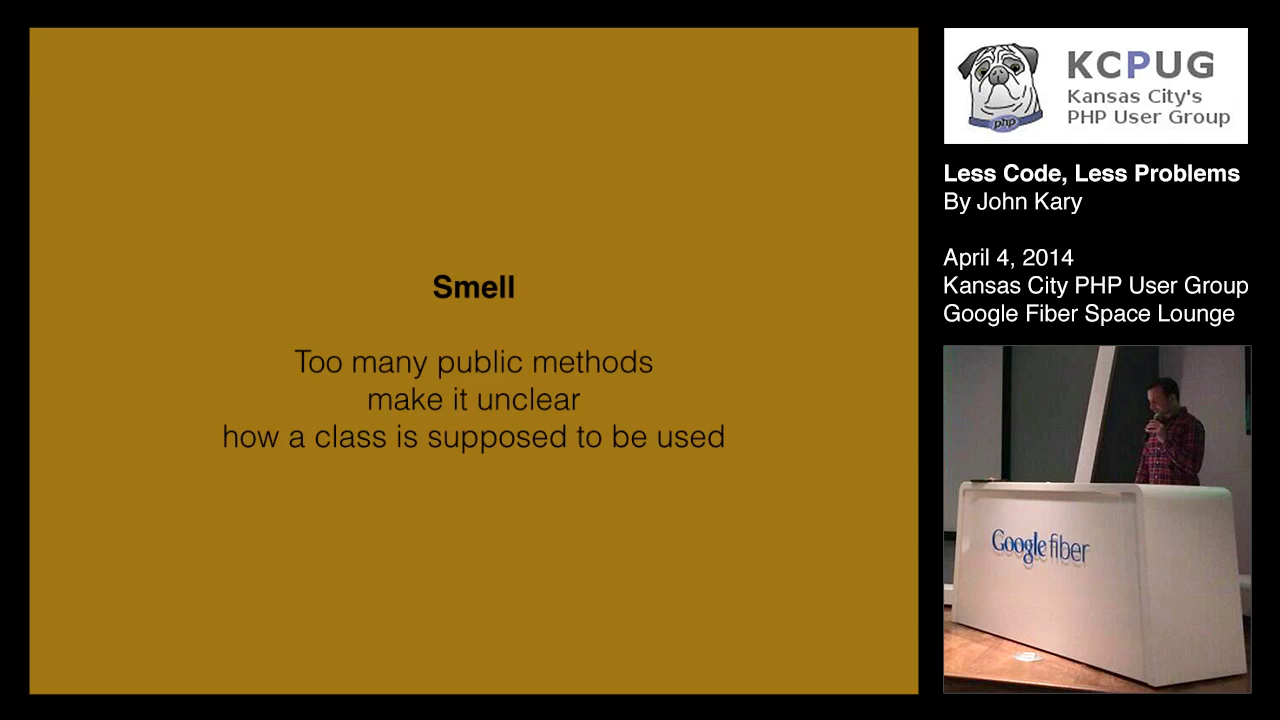 Smell
Too many public methods
make it unclear
how a class is supposed to be used
KCPUG
Kansas City's
PHP User Group
php
Less Code, Less Problems
By John Kary
April 4, 2014
Kansas City PHP User Group
Google Fiber Space Lounge
Google fiber